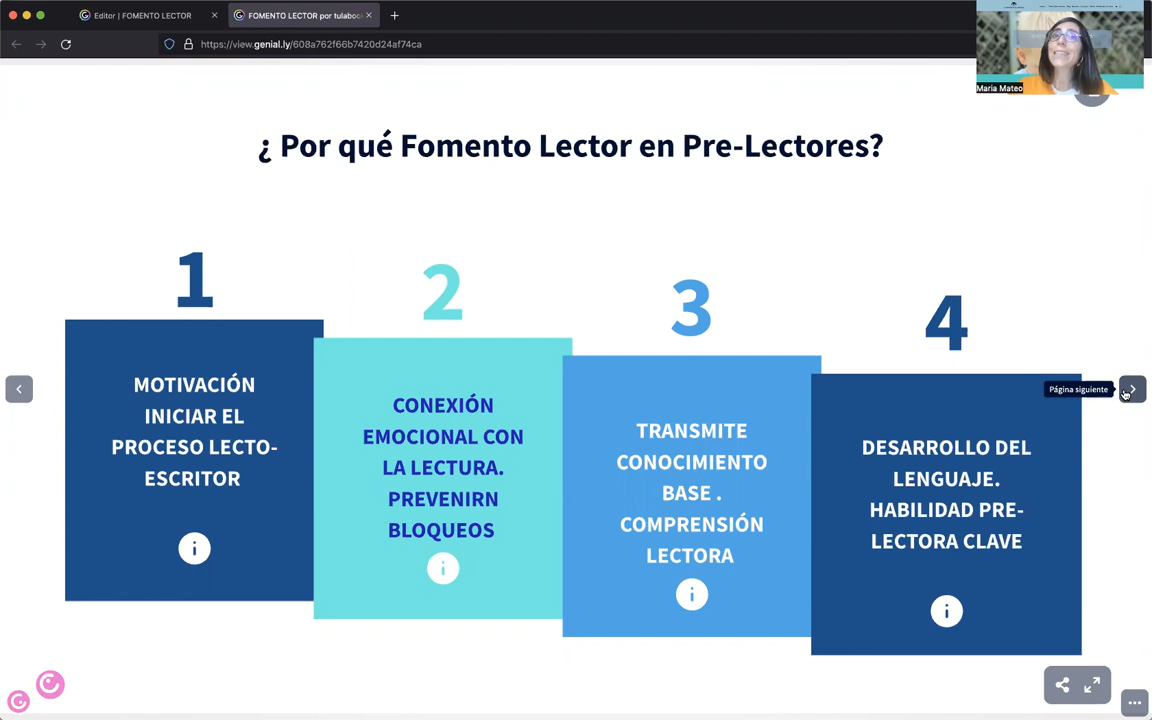 Editor | FOMENTO LECTOR
FOMENTO LECTOR por tulaboc
https://view.genial.ly/608a762f66b7420d24af74ca
Maria Mateo
¿ Por qué Fomento Lector en Pre-Lectores?
1
MOTIVACIÓN
INICIAR EL
PROCESO LECTO-
ESCRITOR
2
CONEXIÓN
EMOCIONAL CON
LA LECTURA.
PREVENIRN
BLOQUEOS
3
TRANSMITE
CONOCIMIENTO
BASE .
COMPRENSIÓN
LECTORA
4
DESARROLLO DEL
LENGUAJE.
HABILIDAD PRE-
LECTORA CLAVE
Página siguiente